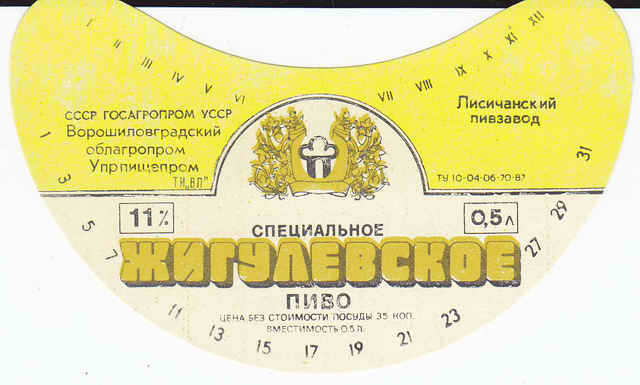 I II III IV V VI VII VIII IX X XI XII
СССР ГОСАГРОПРОМ УССР
Ворошиловградский
облагропром
Упрпищепром
Лисичанский
пивзавод
ТУ 10-04-06-70-87
11%
0,5л
СПЕЦИАЛЬНОЕ
ЖИГУЛЕВСКОЕ
ПИВО
ЦЕНА БЕЗ СТОИМОСТИ ПОСУДЫ 35 КОП.
ВМЕСТИМОСТЬ 0.5 Л.
1 3 5 7 11 13 15 17 19 21 23 27 29 31